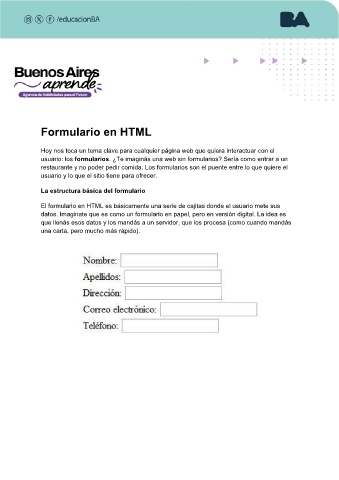 /educacionBA
BA
Buenos Aires
aprende
Agencia de Habilidades para el Futuro
Formulario en HTML
Hoy nos toca un tema clave para cualquier página web que quiera interactuar con el
usuario: los formularios. ¿Te imaginás una web sin formularios? Sería como entrar a un
restaurante y no poder pedir comida. Los formularios son el puente entre lo que quiere el
usuario y lo que el sitio tiene para ofrecer.
La estructura básica del formulario
El formulario en HTML es básicamente una serie de cajitas donde el usuario mete sus
datos. Imaginate que es como un formulario en papel, pero en versión digital. La idea es
que llenás esos datos y los mandás a un servidor, que los procesa (como cuando mandás
una carta, pero mucho más rápido).
Nombre:
Apellidos:
Dirección:
Correo electrónico:
Teléfono: